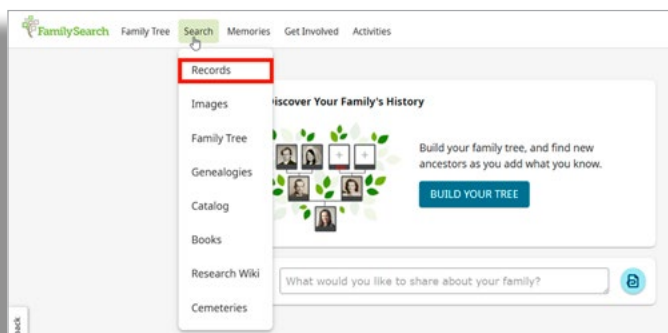 FamilySearch Family Tree Search Memories Get Involved Activities
Records
Images
Family Tree
Genealogies
Catalog
Books
Research Wiki
Cemeteries
iscover Your Family's History
Build your family tree, and find new
ancestors as you add what you know.
BUILD YOUR TREE
What would you like to share about your family?
back